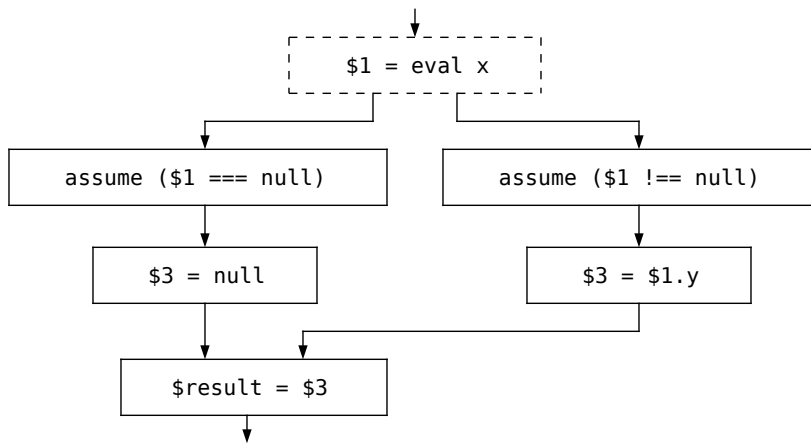 $1 = eval x
assume ($1 === null)
assume ($1 !== null)
$3 = null
$3 = $1.y
$result = $3